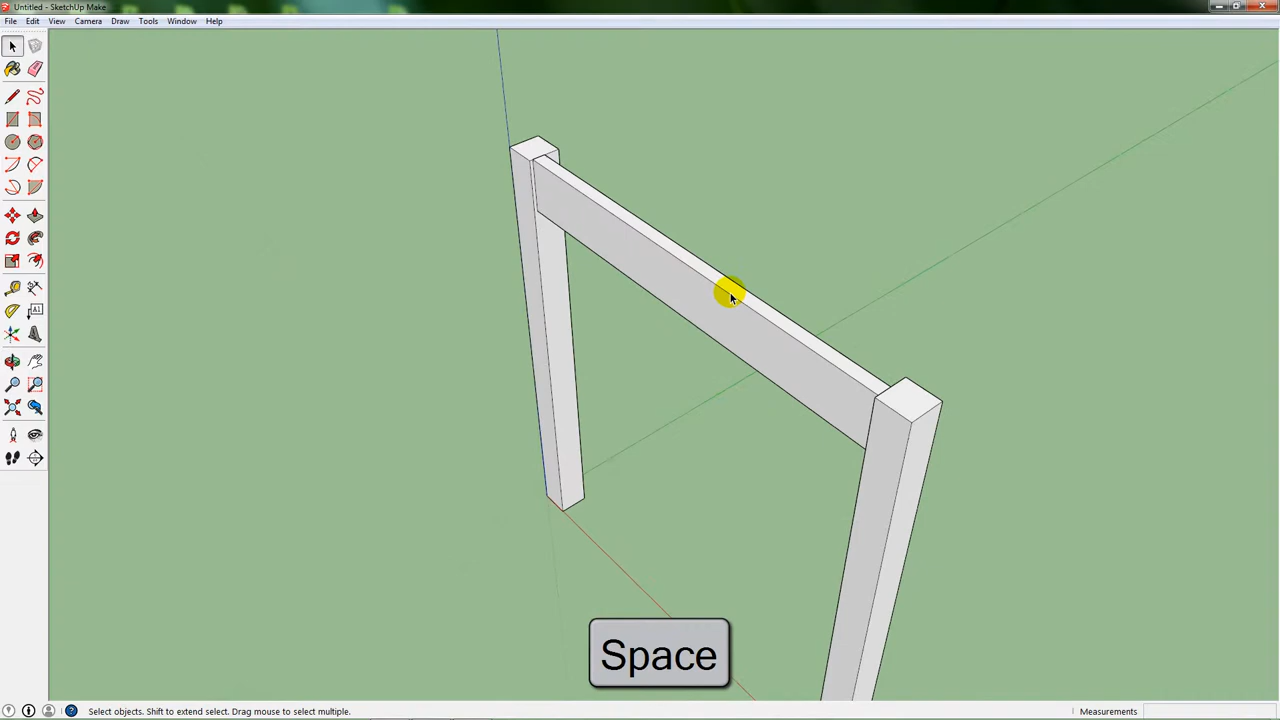 Untitled - SketchUp Make
File Edit View Camera Draw Tools Window Help
A1
Space
Select objects. Shift to extend select. Drag mouse to select multiple.
Measurements